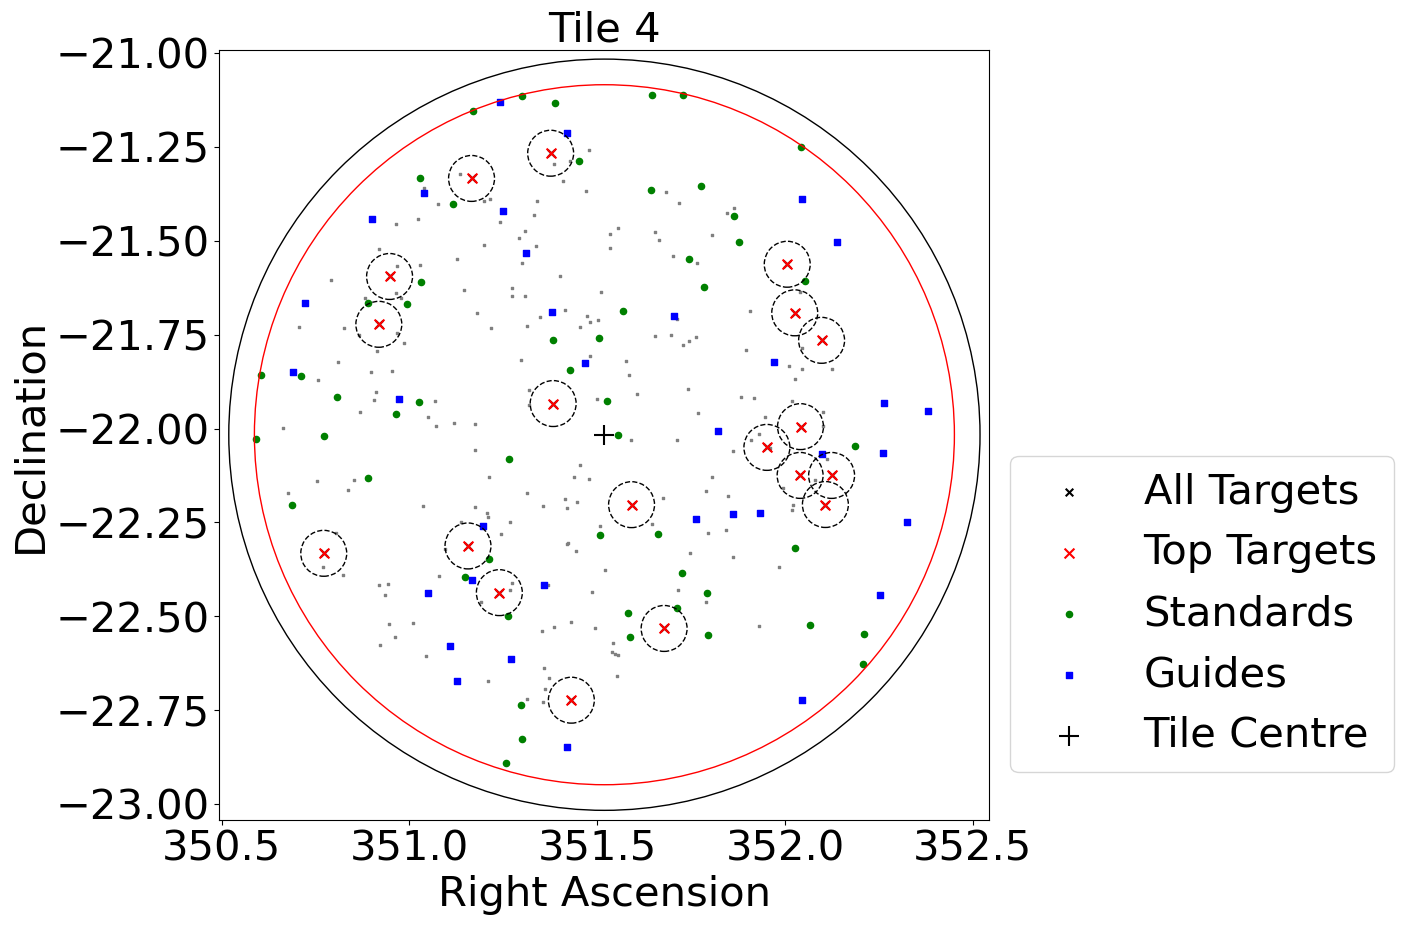 Tile 4
−21.00
−21.25
−21.50
−21.75
−22.00
−22.25
−22.50
−22.75
−23.00
Declination
350.5 351.0 351.5 352.0 352.5
Right Ascension
All Targets
Top Targets
Standards
Guides
Tile Centre